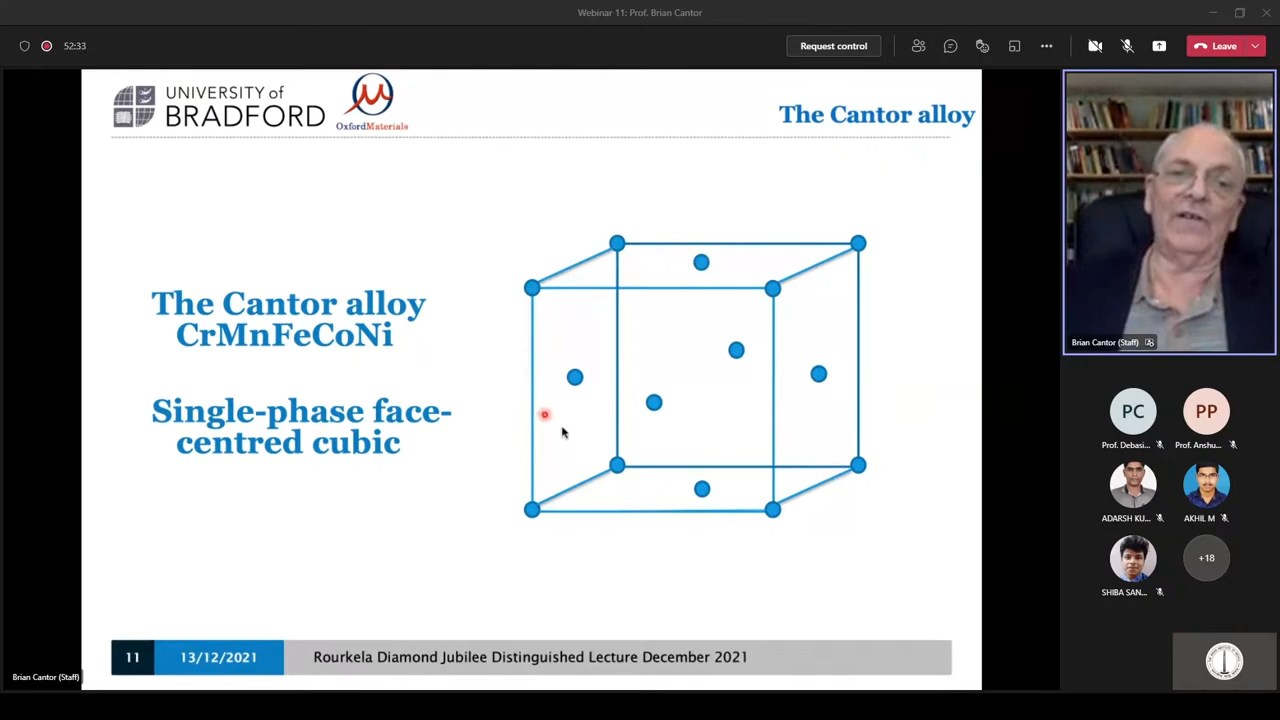 Webinar 11: Prof. Brian Cantor
52:33
Request control
Leave
UNIVERSITY of
BRADFORD
OxfordMaterials
The Cantor alloy
The Cantor alloy
CrMnFeCoNi
Single-phase face-
centred cubic
Brian Cantor (Staff)
PC
PP
Prof. Debasi...
Prof. Anshu...
ADARSH KU...
AKHIL M
+18
SHIBA SAN...
11
13/12/2021
Rourkela Diamond Jubilee Distinguished Lecture December 2021
Brian Cantor (Staff)